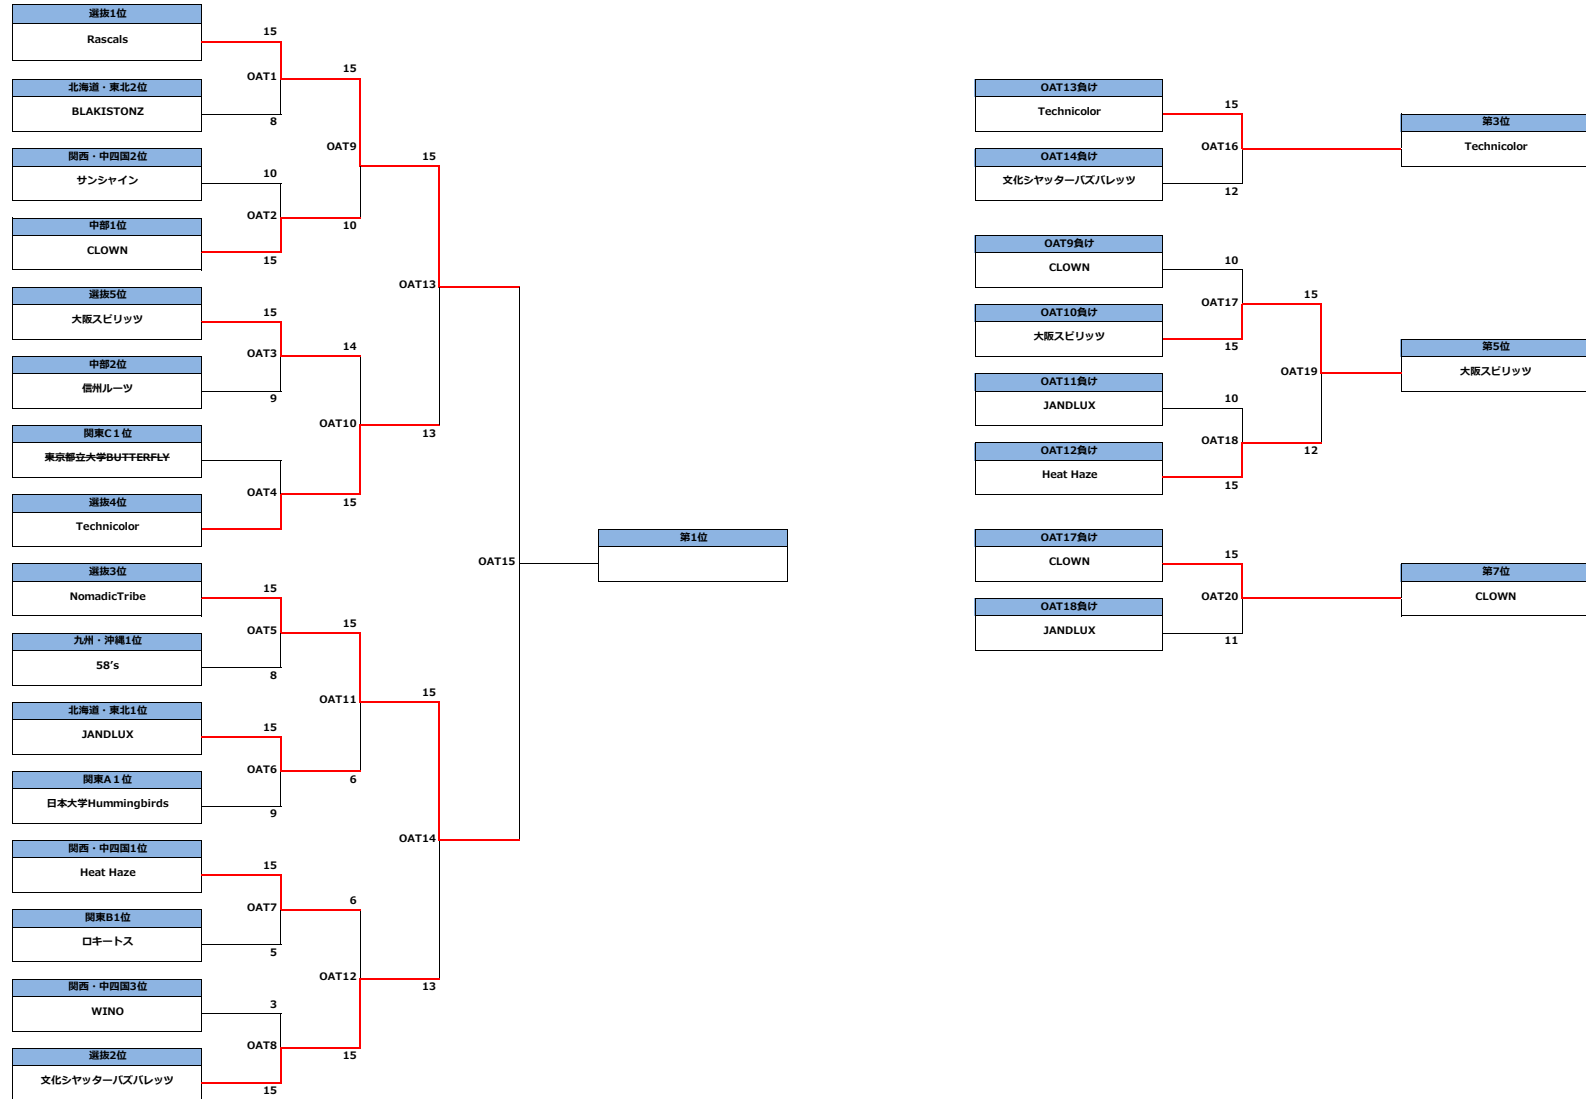 選抜1位
Rascals
15
OAT1
北海道・東北2位
BLAKISTONZ
8
15
OAT9
関西・中四国2位
サンシャイン
10
OAT2
中部1位
CLOWN
15
10
15
OAT13
選抜5位
大阪スピリッツ
15
OAT3
中部2位
信州ルーツ
9
14
OAT10
関東C1位
東京都立大学BUTTERFLY
OAT4
選抜4位
Technicolor
15
13
OAT15
第1位
選抜3位
NomadicTribe
15
OAT5
九州・沖縄1位
58's
8
15
OAT11
北海道・東北1位
JANDLUX
15
OAT6
関東A1位
日本大学Hummingbirds
9
6
15
OAT14
関西・中四国1位
Heat Haze
15
OAT7
関東B1位
ロキートス
5
6
OAT12
関西・中四国3位
WINO
3
OAT8
選抜2位
文化シヤッターバズバレッツ
15
15
13
OAT13負け
Technicolor
15
OAT16
OAT14負け
文化シヤッターバズバレッツ
12
第3位
Technicolor
OAT9負け
CLOWN
10
OAT17
OAT10負け
大阪スピリッツ
15
15
OAT19
OAT11負け
JANDLUX
10
OAT18
OAT12負け
Heat Haze
15
12
第5位
大阪スピリッツ
OAT17負け
CLOWN
15
OAT20
OAT18負け
JANDLUX
11
第7位
CLOWN